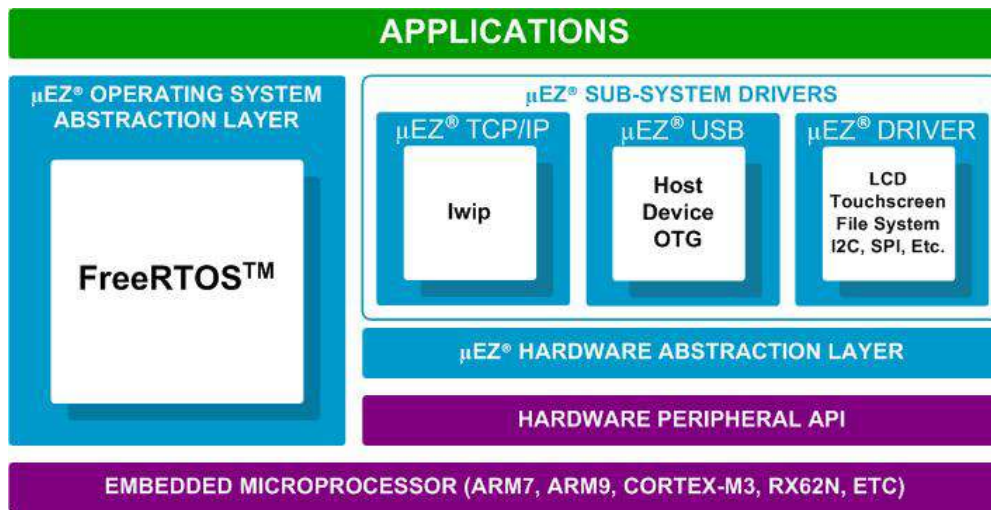 APPLICATIONS
µEZ® OPERATING SYSTEM
ABSTRACTION LAYER
FreeRTOS™
µEZ® SUB-SYSTEM DRIVERS
µEZ® TCP/IP
lwip
µEZ® USB
Host
Device
OTG
µEZ® DRIVER
LCD
Touchscreen
File System
I2C, SPI, Etc.
µEZ® HARDWARE ABSTRACTION LAYER
HARDWARE PERIPHERAL API
EMBEDDED MICROPROCESSOR (ARM7, ARM9, CORTEX-M3, RX62N, ETC)